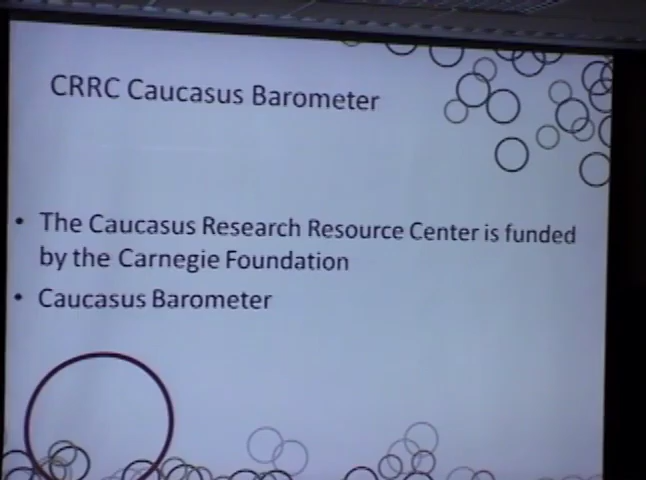 CRRC Caucasus Barometer
• The Caucasus Research Resource Center is funded
by the Carnegie Foundation
• Caucasus Barometer